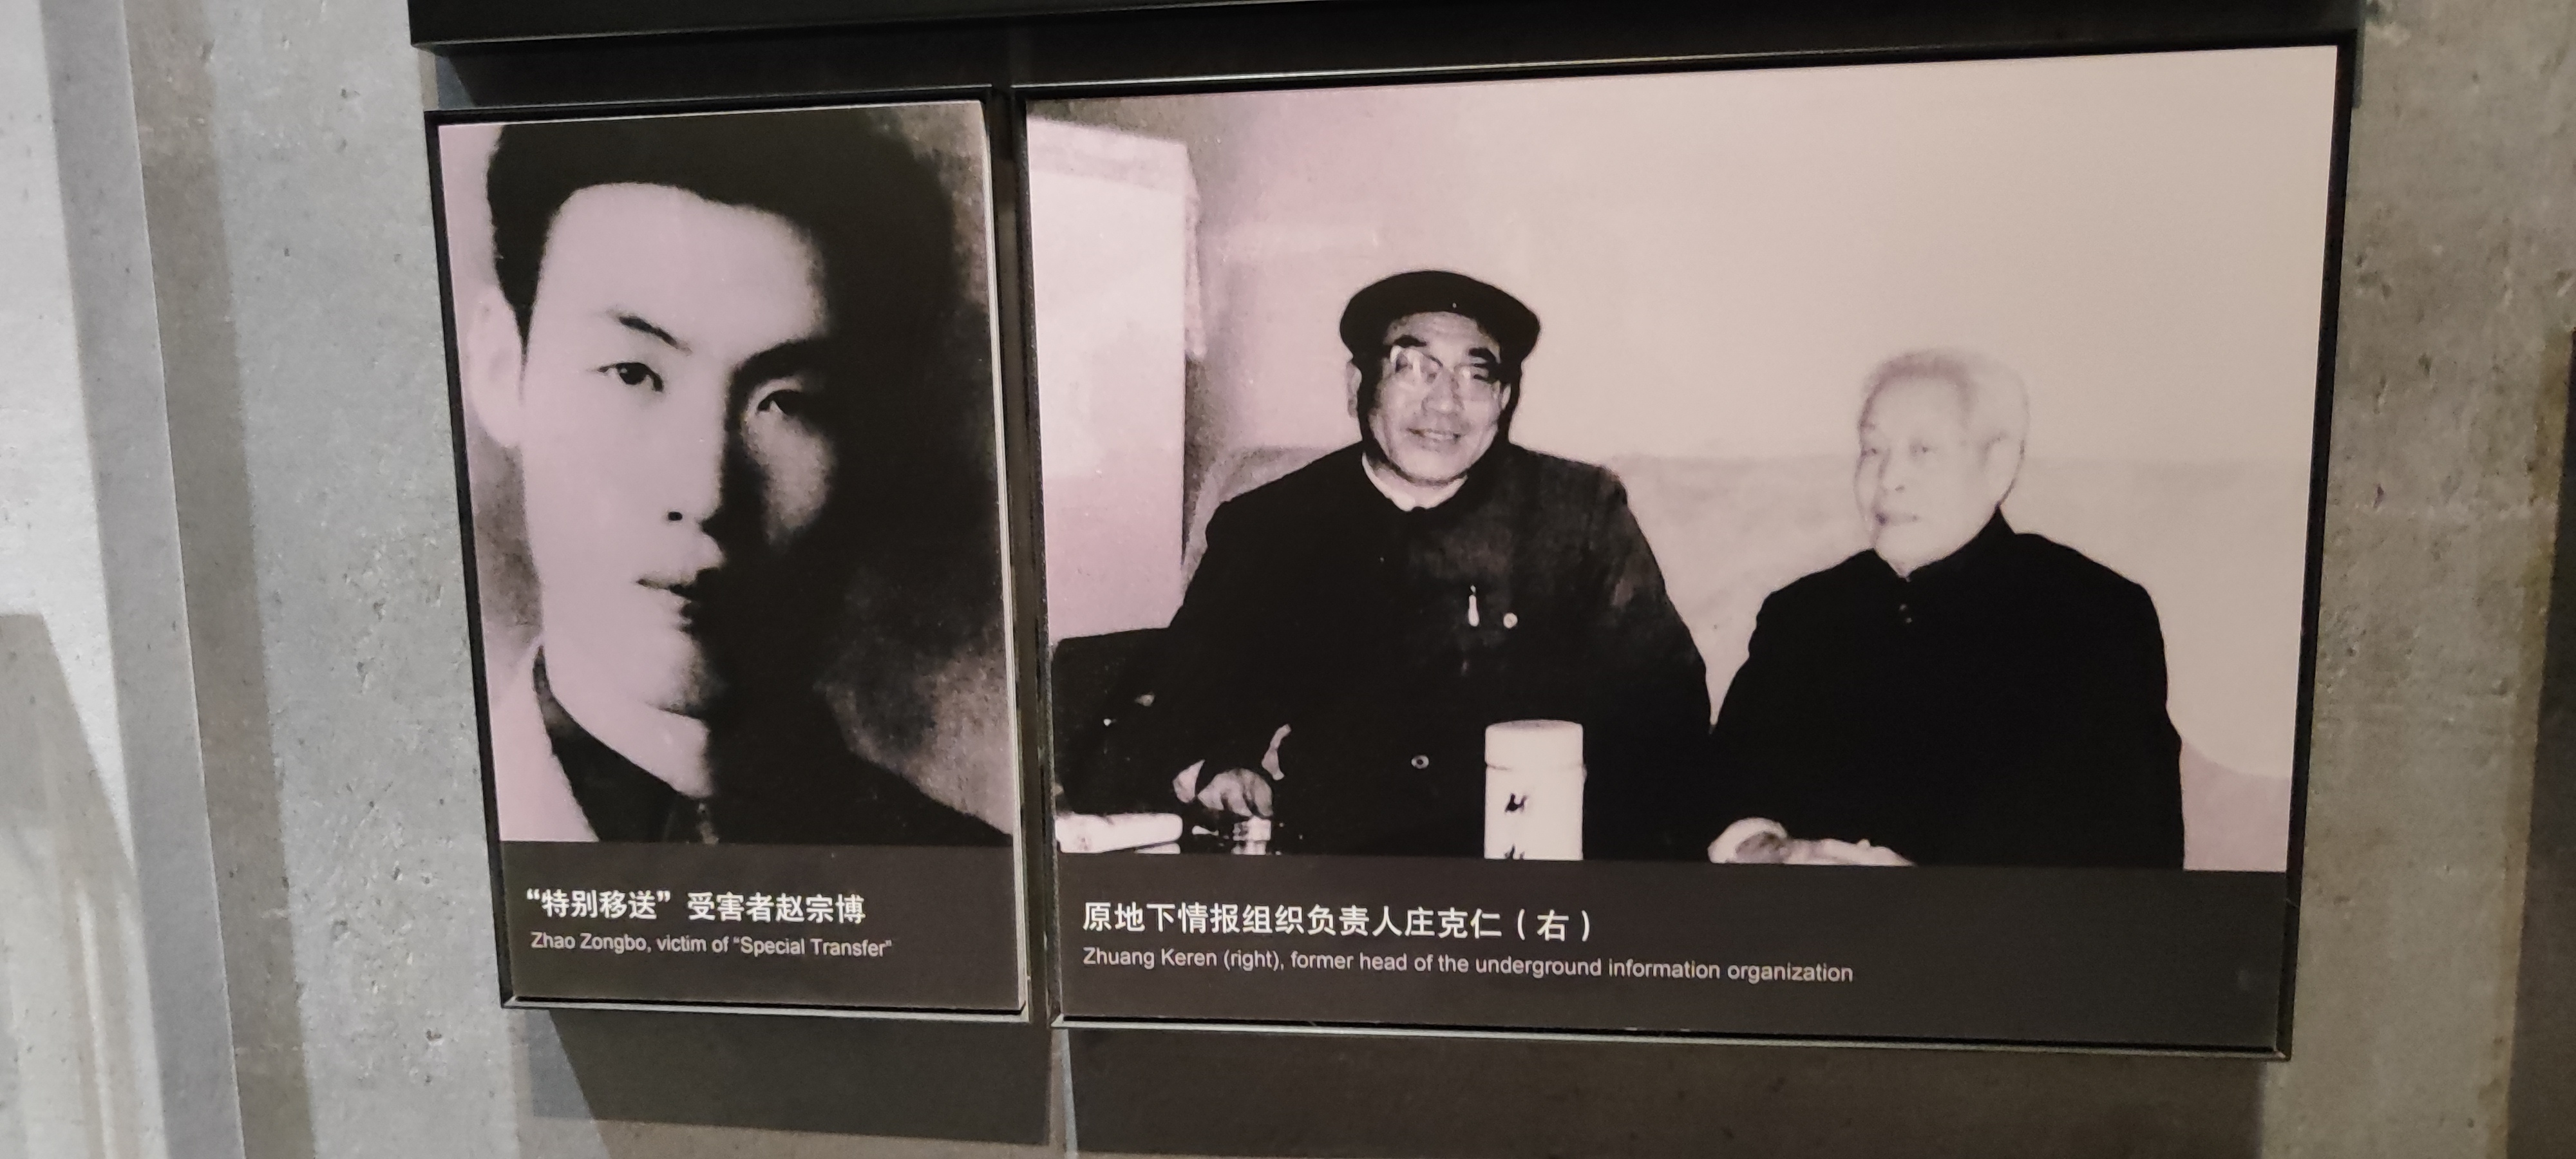 “特别移送”受害者赵宗博
Zhao Zongbo, victim of “Special Transfer”
原地下情报组织负责人庄克仁（右）
Zhuang Keren (right), former head of the underground information organization